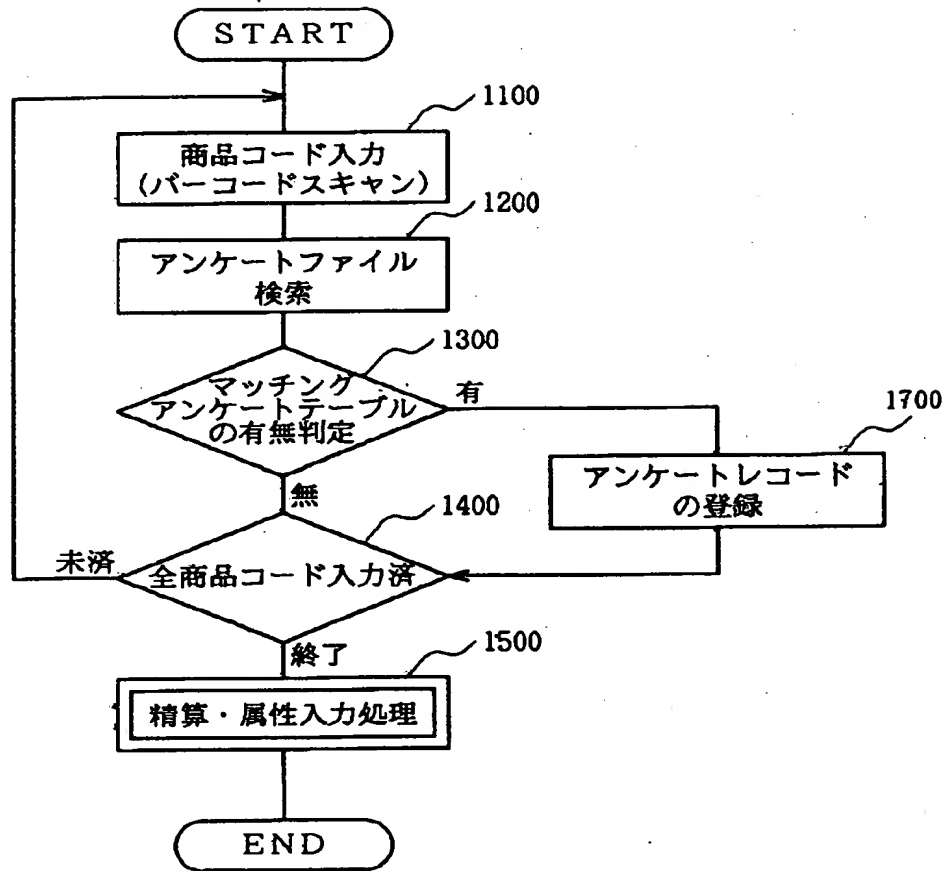 START
1100
商品コード入力
(バーコードスキャン)
1200
アンケートファイル
検索
1300
マッチング
アンケートテーブル
の有無判定
有
1700
アンケートレコード
の登録
無
1400
未済
全商品コード入力済
終了
1500
精算・属性入力処理
END